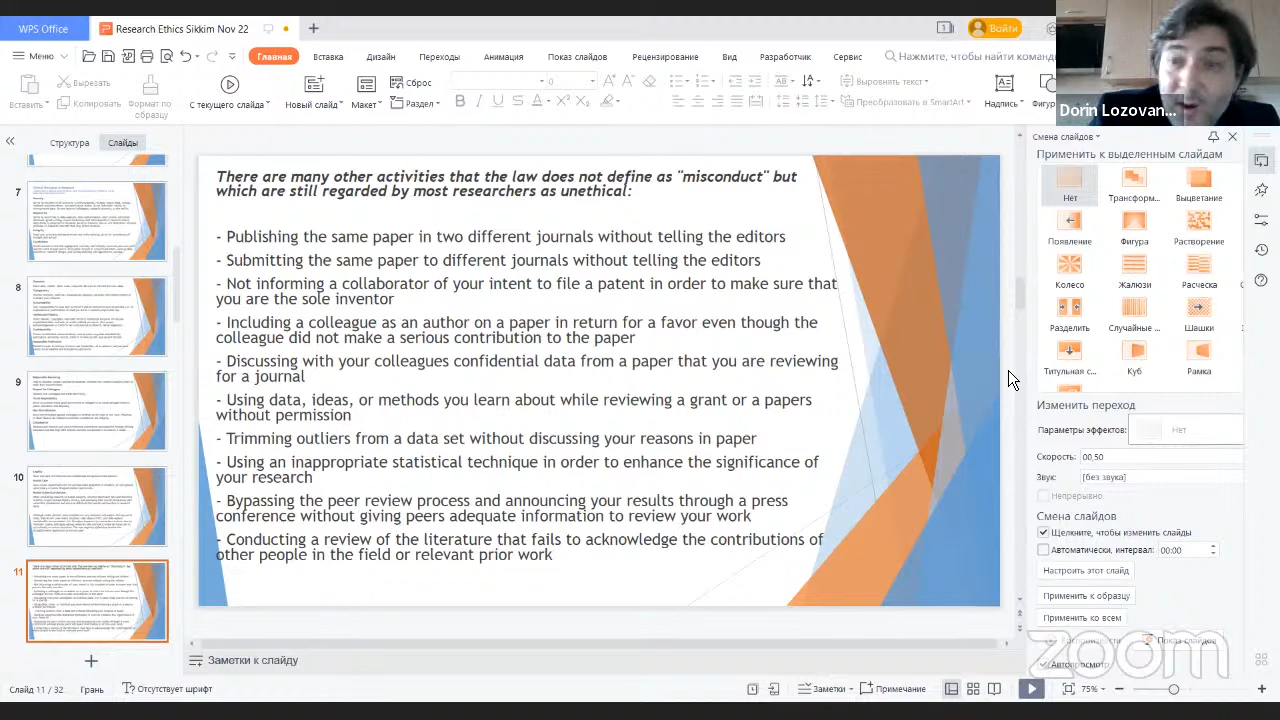 WPS Office
Research Ethics Sikkim Nov 22
Войти
Меню
Главная
Вставка
Дизайн
Переходы
Анимация
Показ слайдов
Рецензирование
Вид
Разработчик
Сервис
Нажмите, чтобы найти команд
Вырезать
Копировать
Формат по
образцу
С текущего слайда
Новый слайд
Макет
Сброс
Раздел
Выровнять текст
Преобразовать в SmartArt
Надпись
Фигур
Dorin Lozovan...
Структура
Слайды
7
9
10
11
There are many other activities that the law does not define as "misconduct" but
which are still regarded by most researchers as unethical:
- Publishing the same paper in two different journals without telling the editors
- Submitting the same paper to different journals without telling the editors
- Not informing a collaborator of your intent to file a patent in order to make sure that
you are the sole inventor
- Including a colleague as an author on a paper in return for a favor even though the
colleague did not make a serious contribution to the paper
- Discussing with your colleagues confidential data from a paper that you are reviewing
for a journal
- Using data, ideas, or methods you learn about while reviewing a grant or a papers
without permission
- Trimming outliers from a data set without discussing your reasons in paper
- Using an inappropriate statistical technique in order to enhance the significance of
your research
- Bypassing the peer review process and announcing your results through a press
conference without giving peers adequate information to review your work
- Conducting a review of the literature that fails to acknowledge the contributions of
other people in the field or relevant prior work
Смена слайдов
Применить к выделенным слайдам
Нет
Трансформ...
Выцветание
Появление
Фигура
Растворение
Колесо
Жалюзи
Расческа
Разделить
Случайные ...
Шашки
Титульная с...
Куб
Рамка
Изменить переход
Параметры эффектов:
Нет
Скорость:
00,50
Звук:
[без звука]
Непрерывно
Смена слайдов
Щелкните, чтобы изменить слайды
Автоматически, интервал:
00:00
Настроить этот слайд
Применить к образцу
Применить ко всем
Показ слайдов
Автопросмотр
zoom
Заметки к слайду
Слайд 11 / 32
Грань
Отсутствует шрифт
Заметки
Примечание
75%